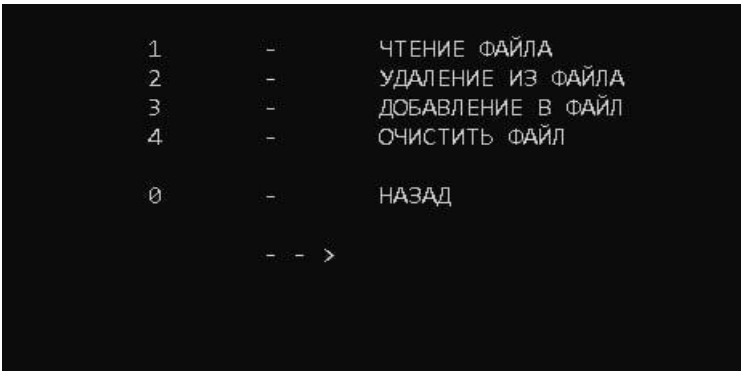 1 - ЧТЕНИЕ ФАЙЛА
2 - УДАЛЕНИЕ ИЗ ФАЙЛА
3 - ДОБАВЛЕНИЕ В ФАЙЛ
4 - ОЧИСТИТЬ ФАЙЛ
0 - НАЗАД
- - >